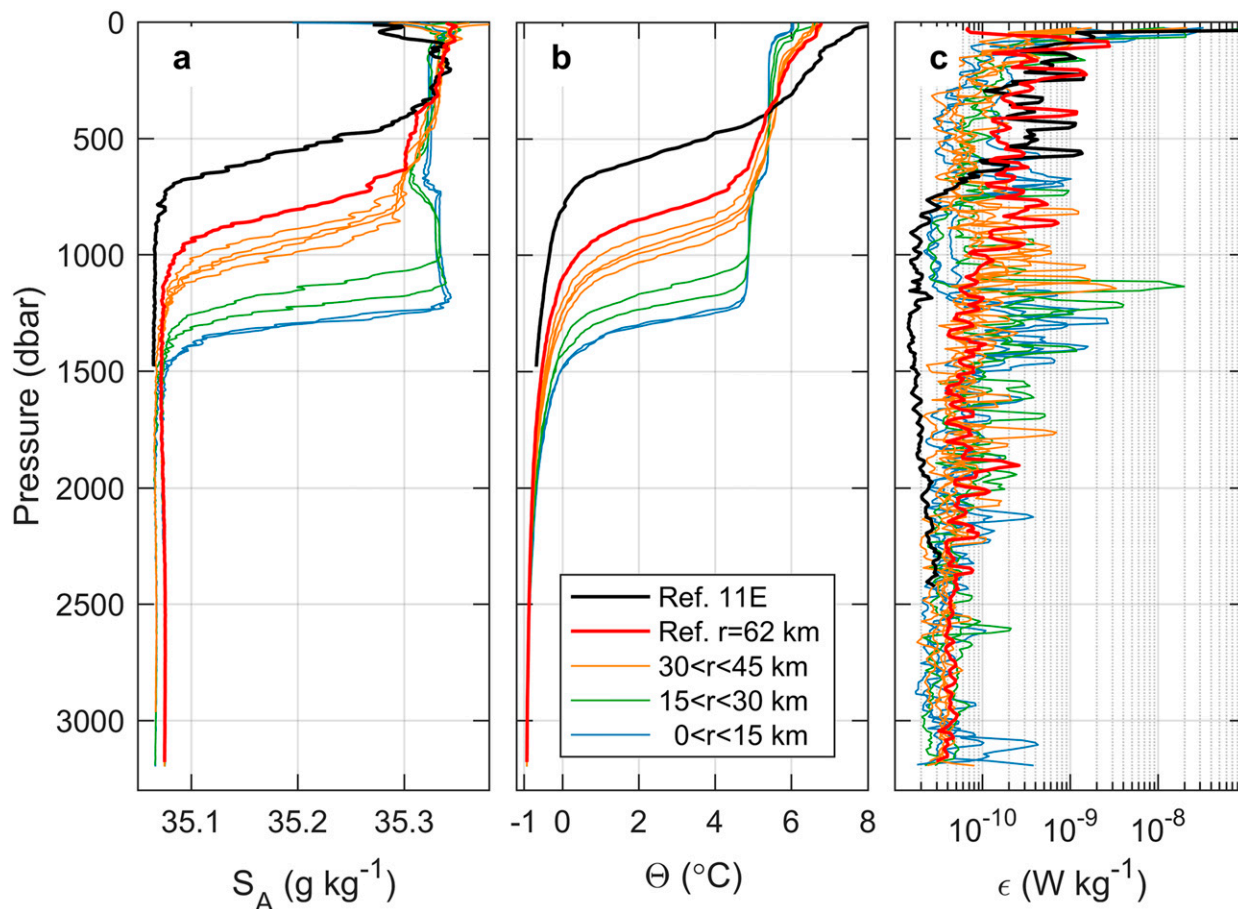 a
b
c
0
500
1000
1500
2000
2500
3000
Pressure (dbar)
35.1 35.2 35.3
S_A (g kg⁻¹)
-1 0 2 4 6 8
Θ (°C)
10⁻¹⁰ 10⁻⁹ 10⁻⁸
ϵ (W kg⁻¹)
Ref. 11E
Ref. r=62 km
30<r<45 km
15<r<30 km
0<r<15 km